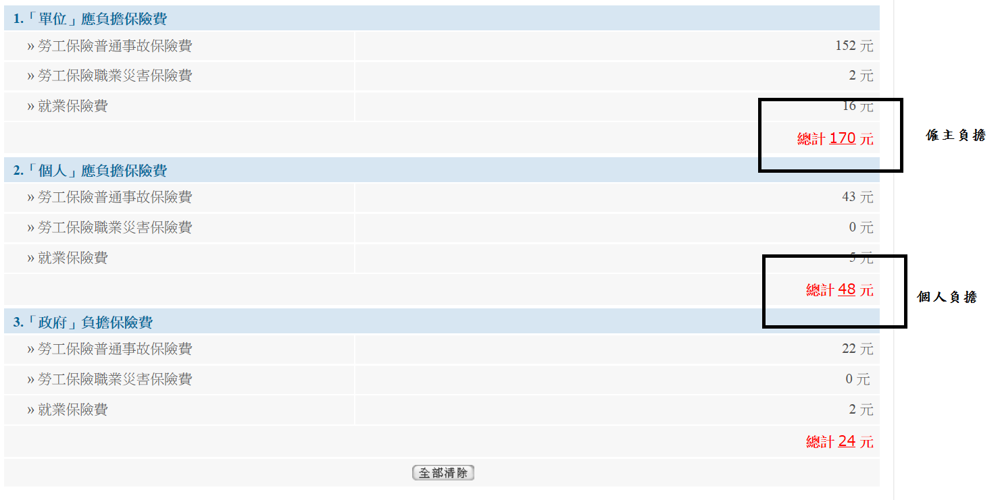 1.「單位」應負擔保險費
» 勞工保險普通事故保險費 152 元
» 勞工保險職業災害保險費 2 元
» 就業保險費 16 元
總計 170 元
僱主負擔
2.「個人」應負擔保險費
» 勞工保險普通事故保險費 43 元
» 勞工保險職業災害保險費 0 元
» 就業保險費 5 元
總計 48 元
個人負擔
3.「政府」負擔保險費
» 勞工保險普通事故保險費 22 元
» 勞工保險職業災害保險費 0 元
» 就業保險費 2 元
總計 24 元
全部清除